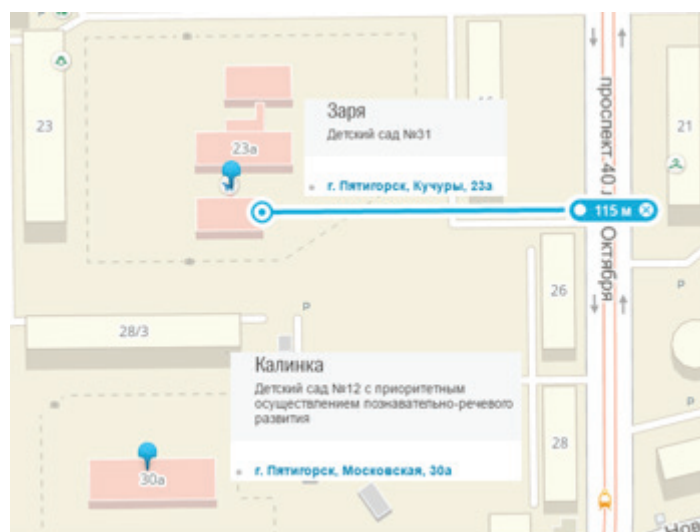 23
23а
Заря
Детский сад №31
г. Пятигорск, Кучуры, 23а
21
проспект 40 л
Октября
115 м
P
26
P
28/3
P
Калинка
Детский сад №12 с приоритетным
осуществлением познавательно-речевого
развития
г. Пятигорск, Московская, 30а
30а
28
P
Нов